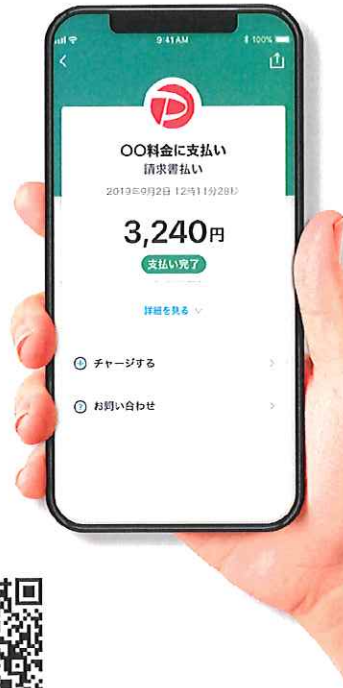 9:41AM
100%
〇〇料金に支払い
請求書払い
2019年9月2日 12時11分28秒
3,240円
支払い完了
詳細を見る
チャージする
お問い合わせ